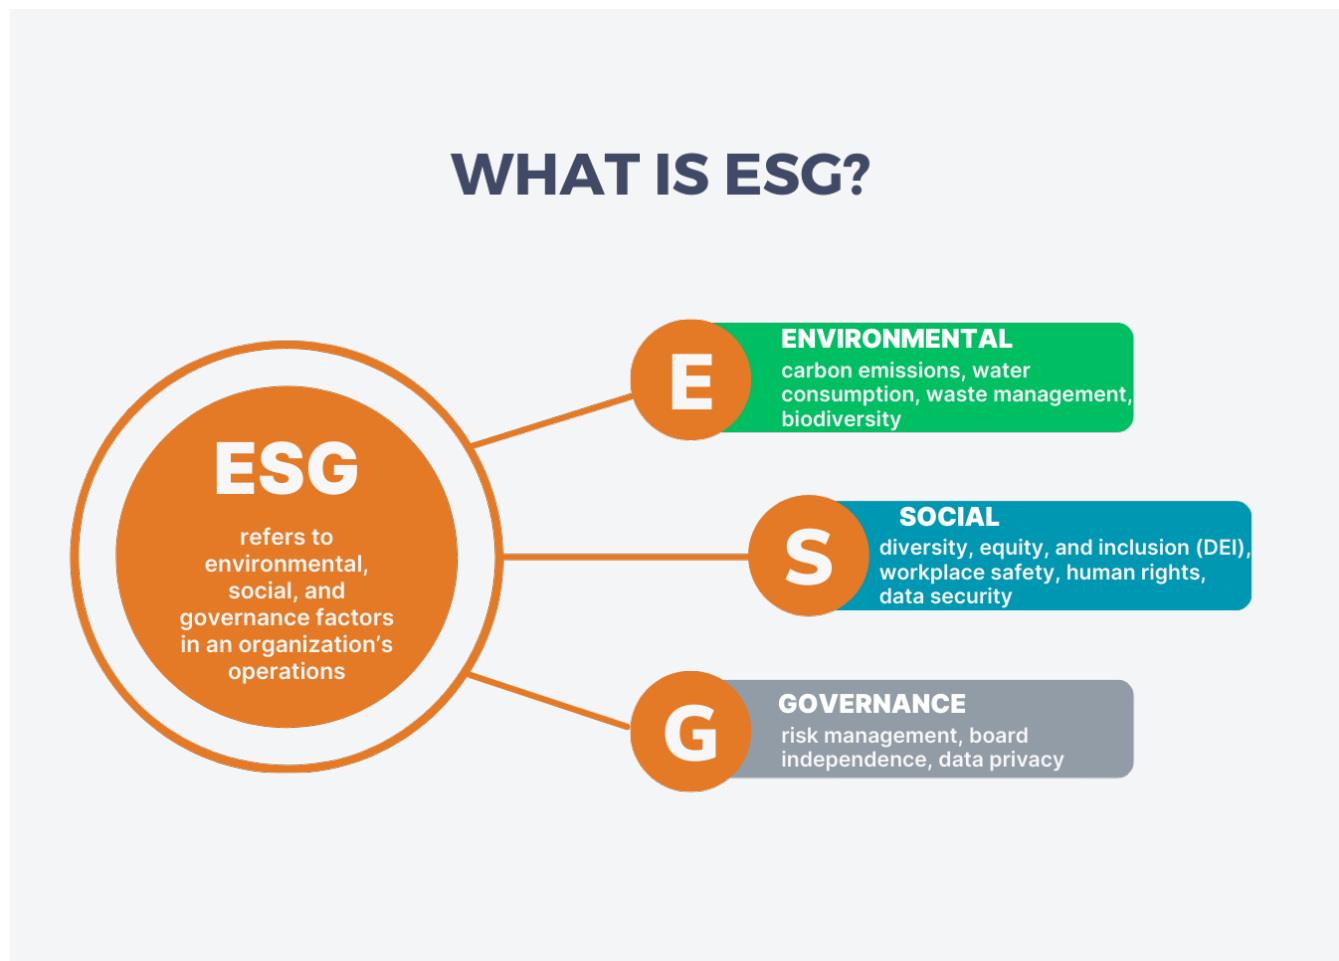 WHAT IS ESG?
ESG
refers to
environmental,
social, and
governance factors
in an organization’s
operations
E
ENVIRONMENTAL
carbon emissions, water
consumption, waste management,
biodiversity
S
SOCIAL
diversity, equity, and inclusion (DEI),
workplace safety, human rights,
data security
G
GOVERNANCE
risk management, board
independence, data privacy